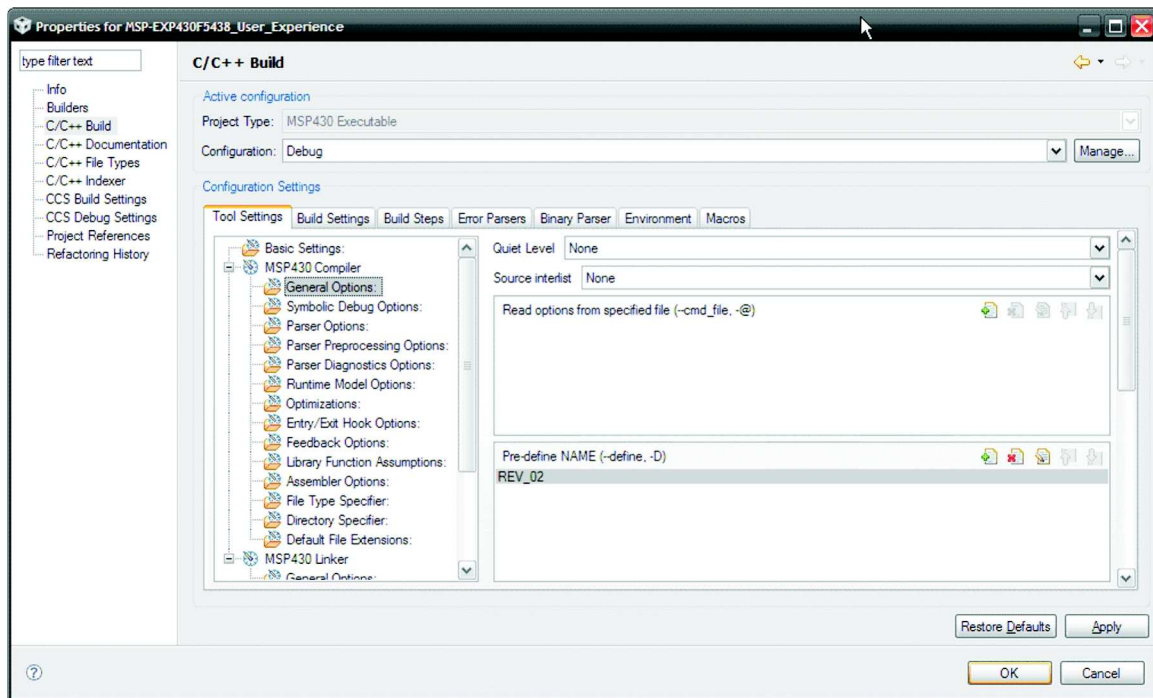 Properties for MSP-EXP430F5438_User_Experience
type filter text
Info
Builders
C/C++ Build
C/C++ Documentation
C/C++ File Types
C/C++ Indexer
CCS Build Settings
CCS Debug Settings
Project References
Refactoring History
C/C++ Build
Active configuration
Project Type: MSP430 Executable
Configuration: Debug Manage...
Configuration Settings
Tool Settings Build Settings Build Steps Error Parsers Binary Parser Environment Macros
Basic Settings:
MSP430 Compiler
General Options:
Symbolic Debug Options:
Parser Options:
Parser Preprocessing Options:
Parser Diagnostics Options:
Runtime Model Options:
Optimizations:
Entry/Exit Hook Options:
Feedback Options:
Library Function Assumptions:
Assembler Options:
File Type Specifier:
Directory Specifier:
Default File Extensions:
MSP430 Linker
General Options:
Quiet Level None
Source interlist None
Read options from specified file (--cmd_file, -@)
Pre-define NAME (--define, -D)
REV_02
Restore Defaults Apply
OK Cancel